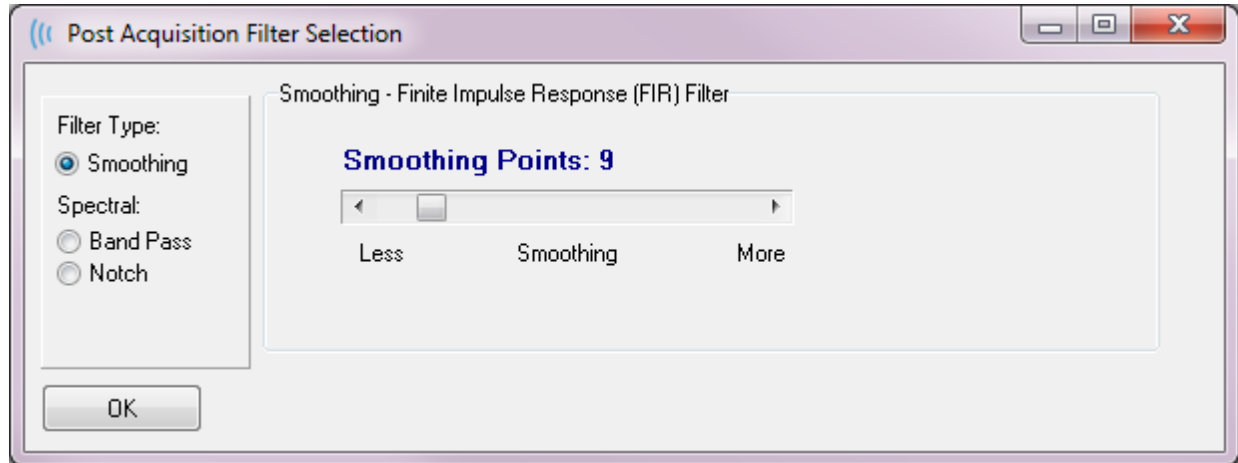 Post Acquisition Filter Selection
Filter Type:
Smoothing
Spectral:
Band Pass
Notch
OK
Smoothing - Finite Impulse Response (FIR) Filter
Smoothing Points: 9
Less Smoothing More